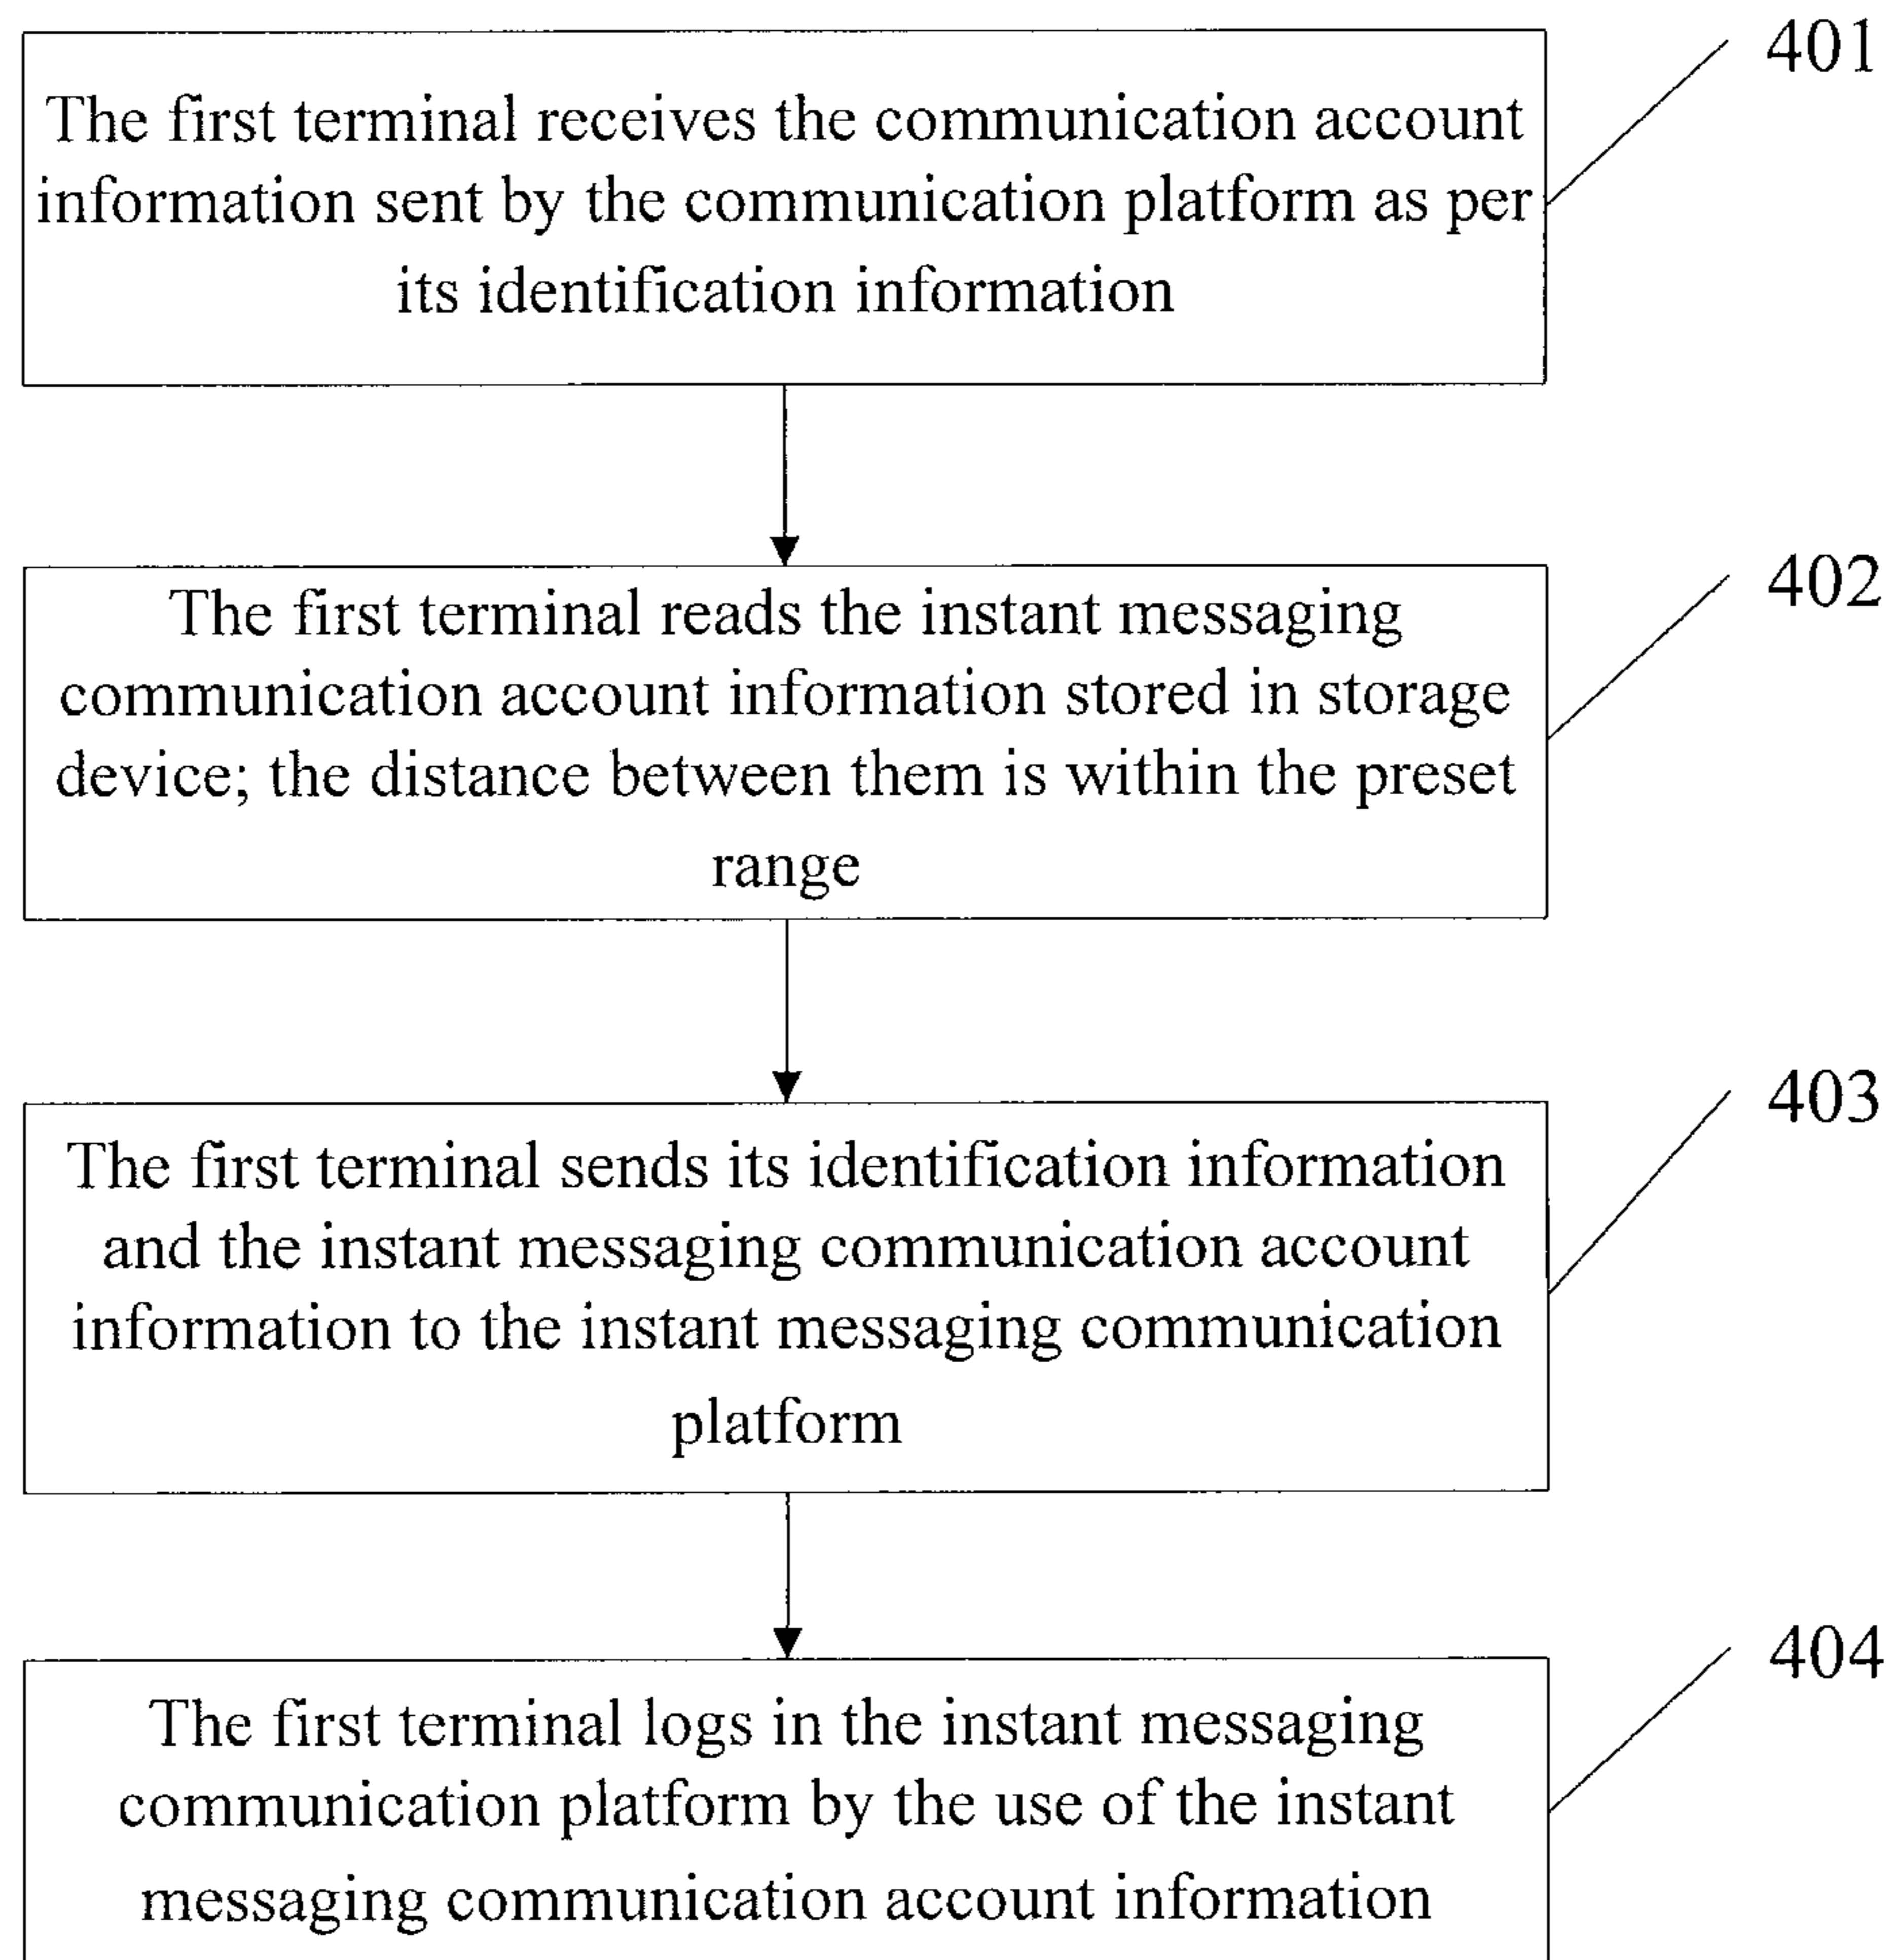 401
The first terminal receives the communication account
information sent by the communication platform as per
its identification information
402
The first terminal reads the instant messaging
communication account information stored in storage
device; the distance between them is within the preset
range
403
The first terminal sends its identification information
and the instant messaging communication account
information to the instant messaging communication
platform
404
The first terminal logs in the instant messaging
communication platform by the use of the instant
messaging communication account information